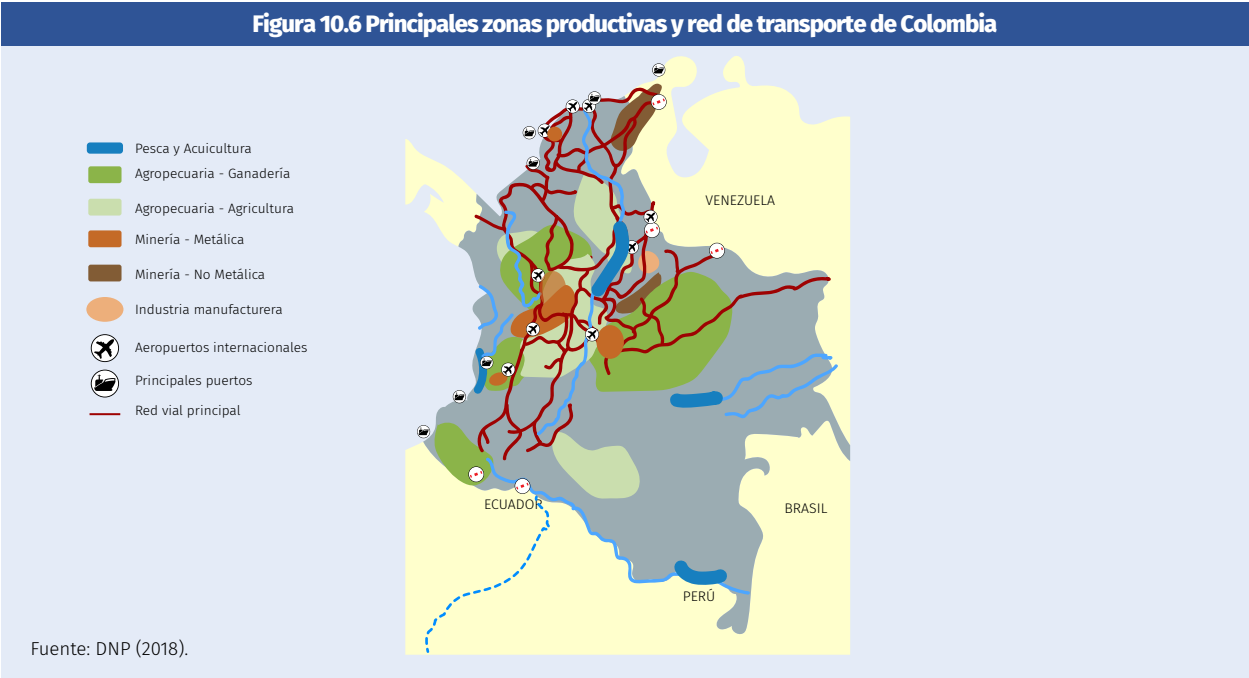 Figura 10.6 Principales zonas productivas y red de transporte de Colombia
Pesca y Acuicultura
Agropecuaria - Ganadería
Agropecuaria - Agricultura
Minería - Metálica
Minería - No Metálica
Industria manufacturera
Aeropuertos internacionales
Principales puertos
Red vial principal
VENEZUELA
ECUADOR
BRASIL
PERÚ
Fuente: DNP (2018).